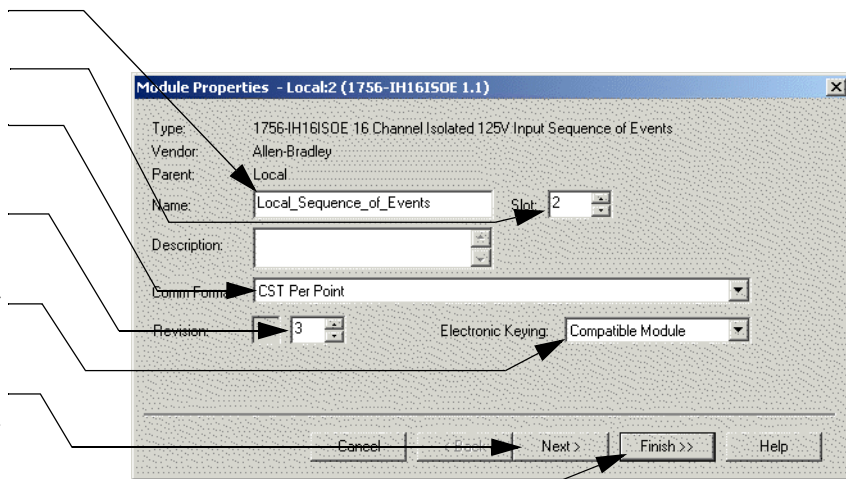 Module Properties - Local:2 (1756-IH16ISOE 1.1)
Type: 1756-IH16ISOE 16 Channel Isolated 125V Input Sequence of Events
Vendor: Allen-Bradley
Parent: Local
Name: Local_Sequence_of_Events Slot: 2
Description:
Comm Format CST Per Point
Revision: 3 Electronic Keying: Compatible Module
Cancel < Back Next > Finish >> Help